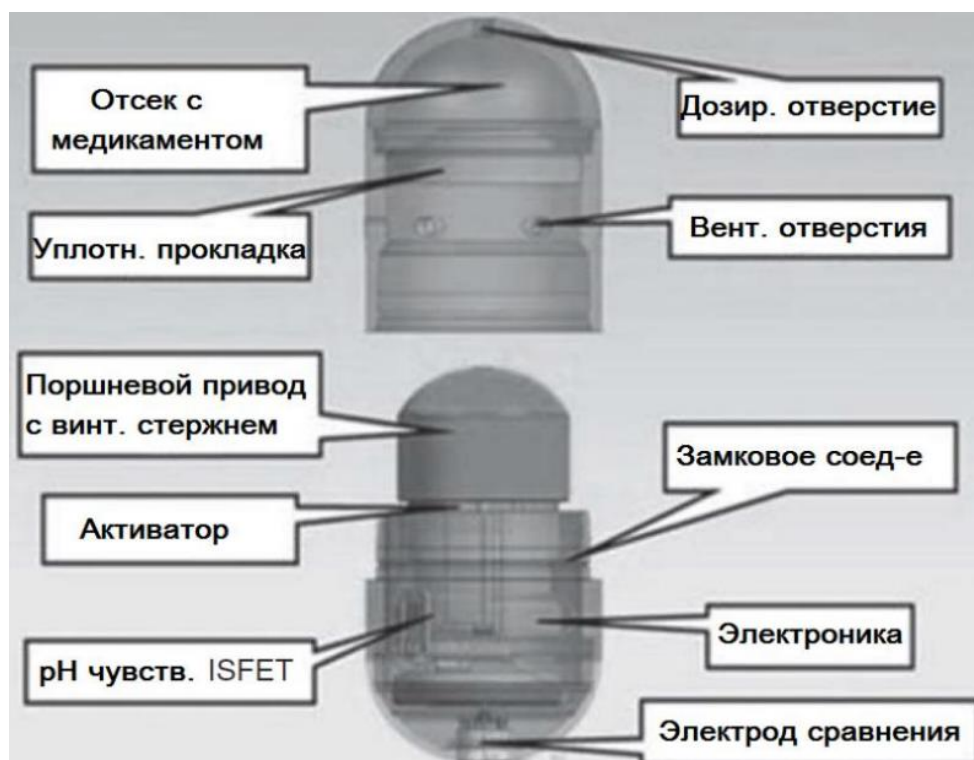 Отсек с
медикаментом
Дозир. отверстие
Уплотн. прокладка
Вент. отверстия
Поршневой привод
с винт. стержнем
Замковое соед-е
Активатор
Электроника
pH чувств. ISFET
Электрод сравнения